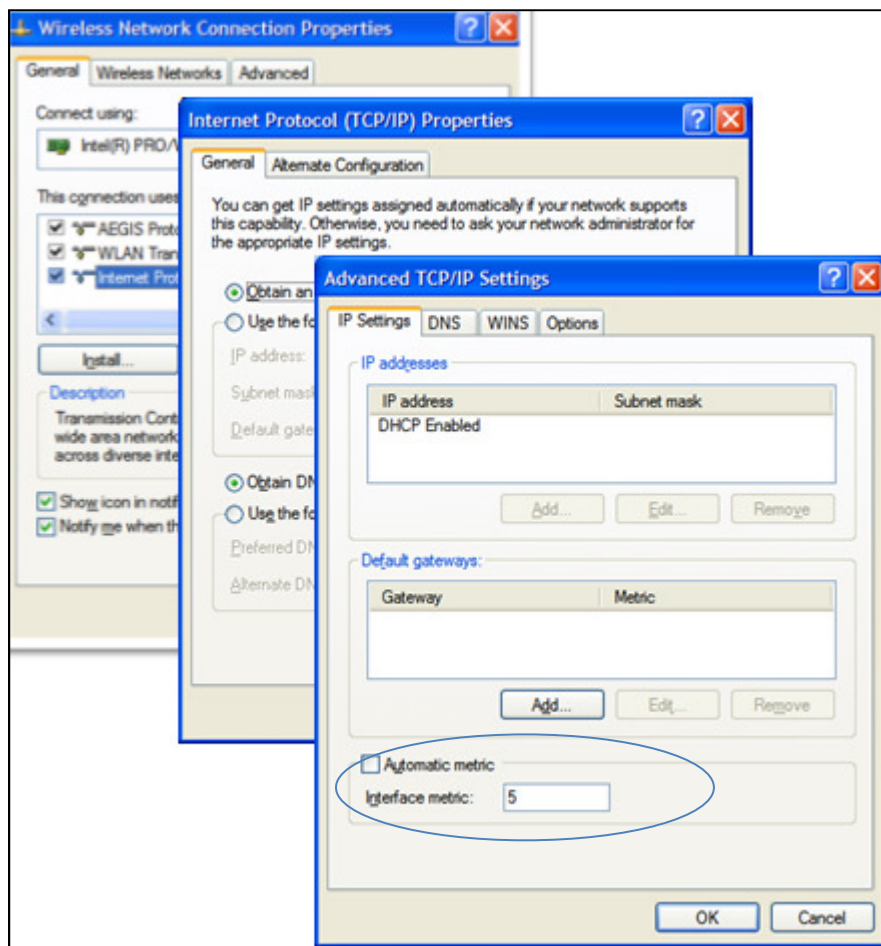 Wireless Network Connection Properties
General Wireless Networks Advanced
Connect using:
Intel(R) PRO/
This connection uses
AEGIS Proto
WLAN Tran
Internet Prot
Install...
Description
Transmission Cont
wide area network
across diverse inte
Show icon in notif
Notify me when th
Internet Protocol (TCP/IP) Properties
General Alternate Configuration
You can get IP settings assigned automatically if your network supports
this capability. Otherwise, you need to ask your network administrator for
the appropriate IP settings.
Obtain an
Use the fo
IP address:
Subnet mask
Default gate
Obtain DN
Use the fo
Preferred DN
Alternate DN
Advanced TCP/IP Settings
IP Settings DNS WINS Options
IP addresses
IP address Subnet mask
DHCP Enabled
Add... Edit... Remove
Default gateways:
Gateway Metric
Add... Edit... Remove
Automatic metric
Interface metric: 5
OK Cancel